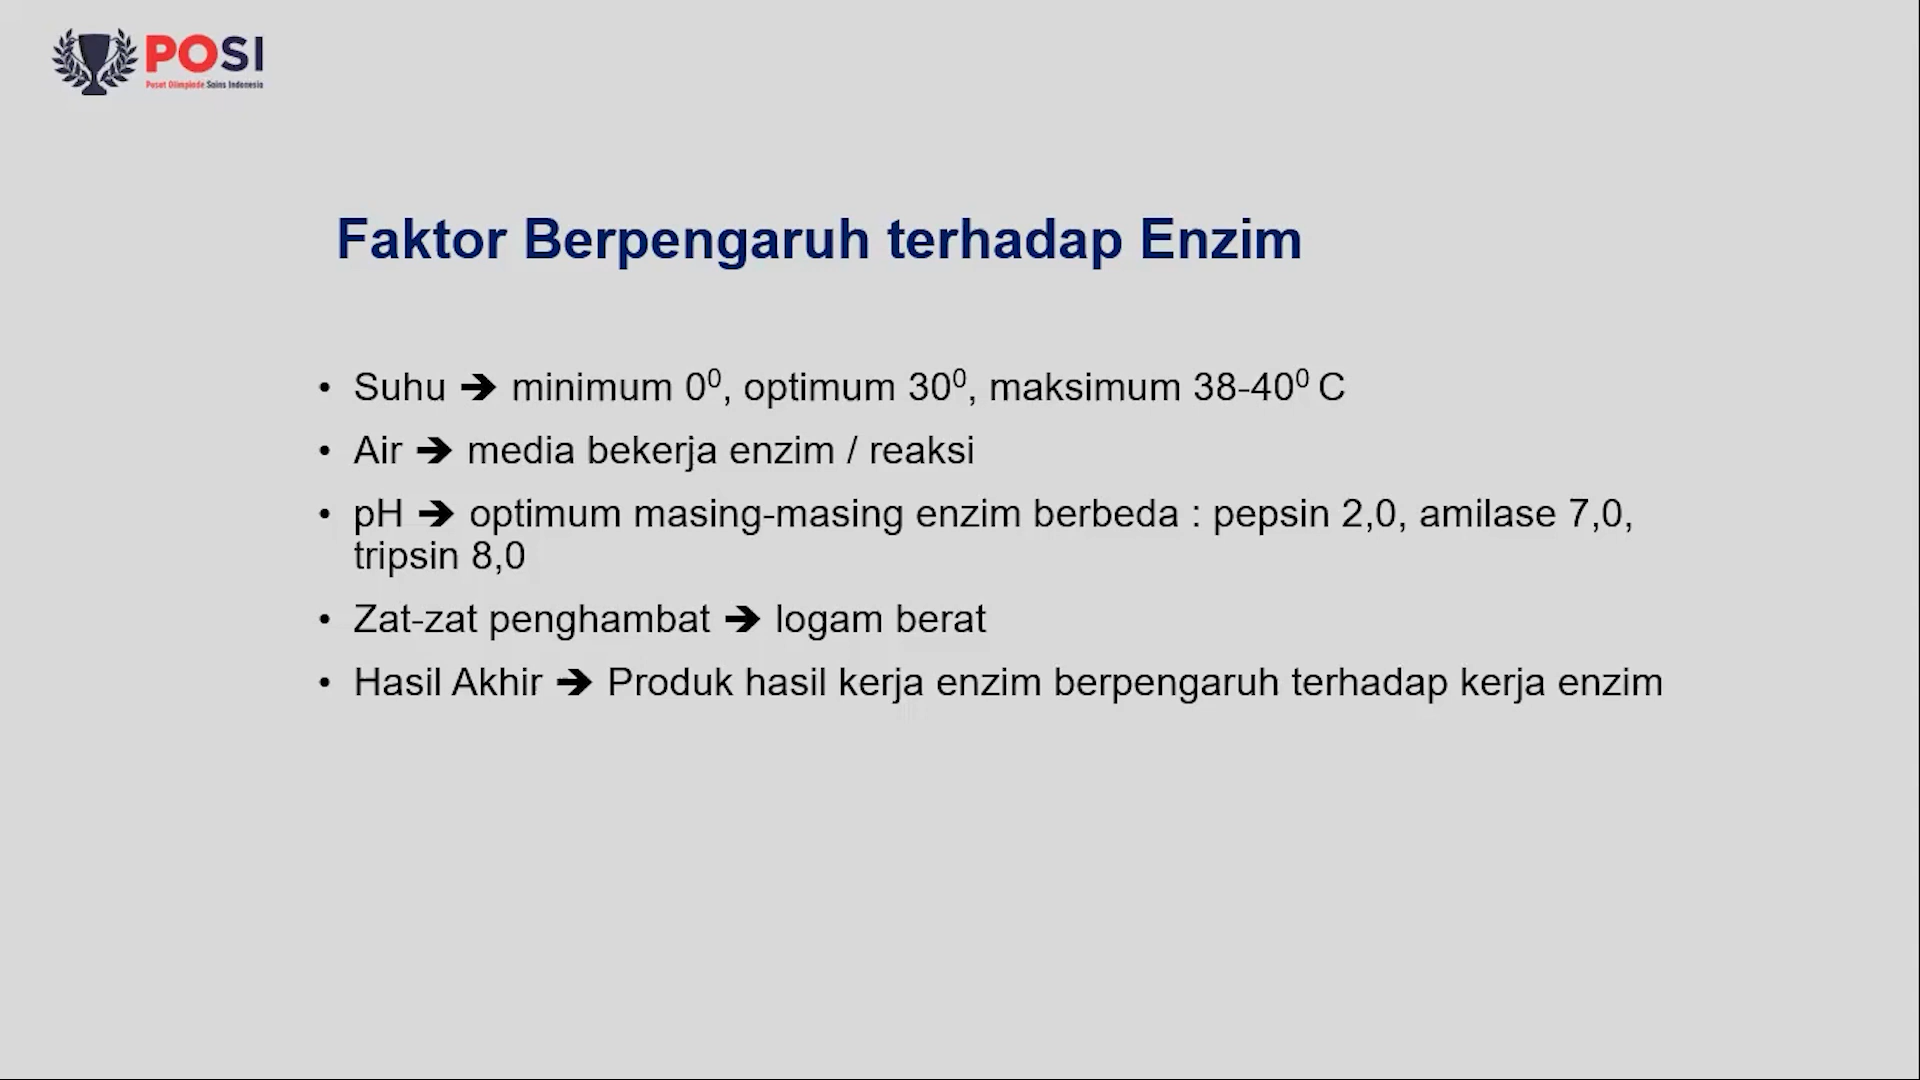 POSI
Pusat Olimpiade Sains Indonesia
Faktor Berpengaruh terhadap Enzim
• Suhu ➔ minimum 0⁰, optimum 30⁰, maksimum 38-40⁰ C
• Air ➔ media bekerja enzim / reaksi
• pH ➔ optimum masing-masing enzim berbeda : pepsin 2,0, amilase 7,0,
tripsin 8,0
• Zat-zat penghambat ➔ logam berat
• Hasil Akhir ➔ Produk hasil kerja enzim berpengaruh terhadap kerja enzim